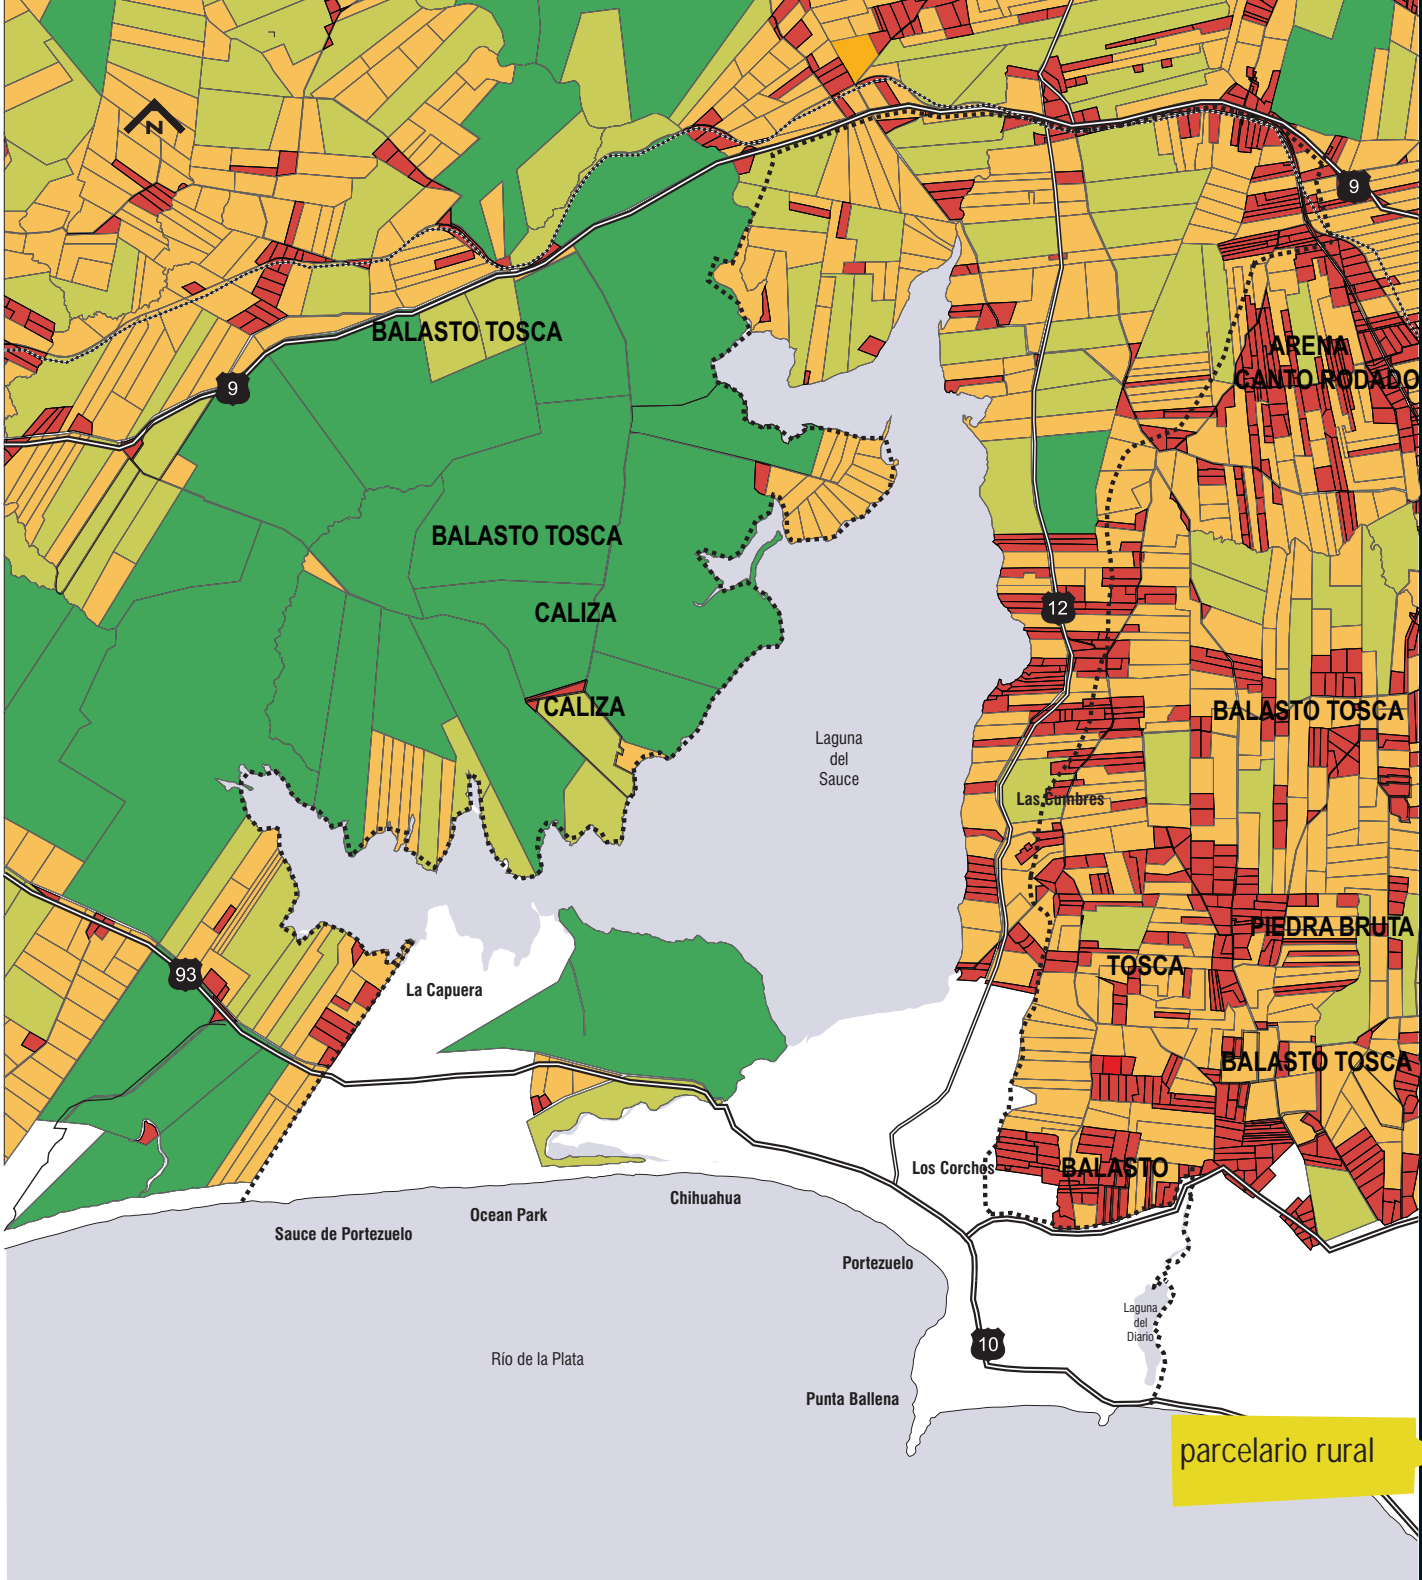 N
9
BALASTO TOSCA
9
ARENA
CANTO RODADO
BALASTO TOSCA
CALIZA
12
CALIZA
BALASTO TOSCA
Laguna
del
Sauce
Las Cumbres
PIEDRA BRUTA
TOSCA
93
La Capuera
BALASTO TOSCA
Los Corchos
BALASTO
Chihuahua
Ocean Park
Sauce de Portezuelo
Portezuelo
Laguna
del
Diario
10
Río de la Plata
Punta Ballena
parcelario rural